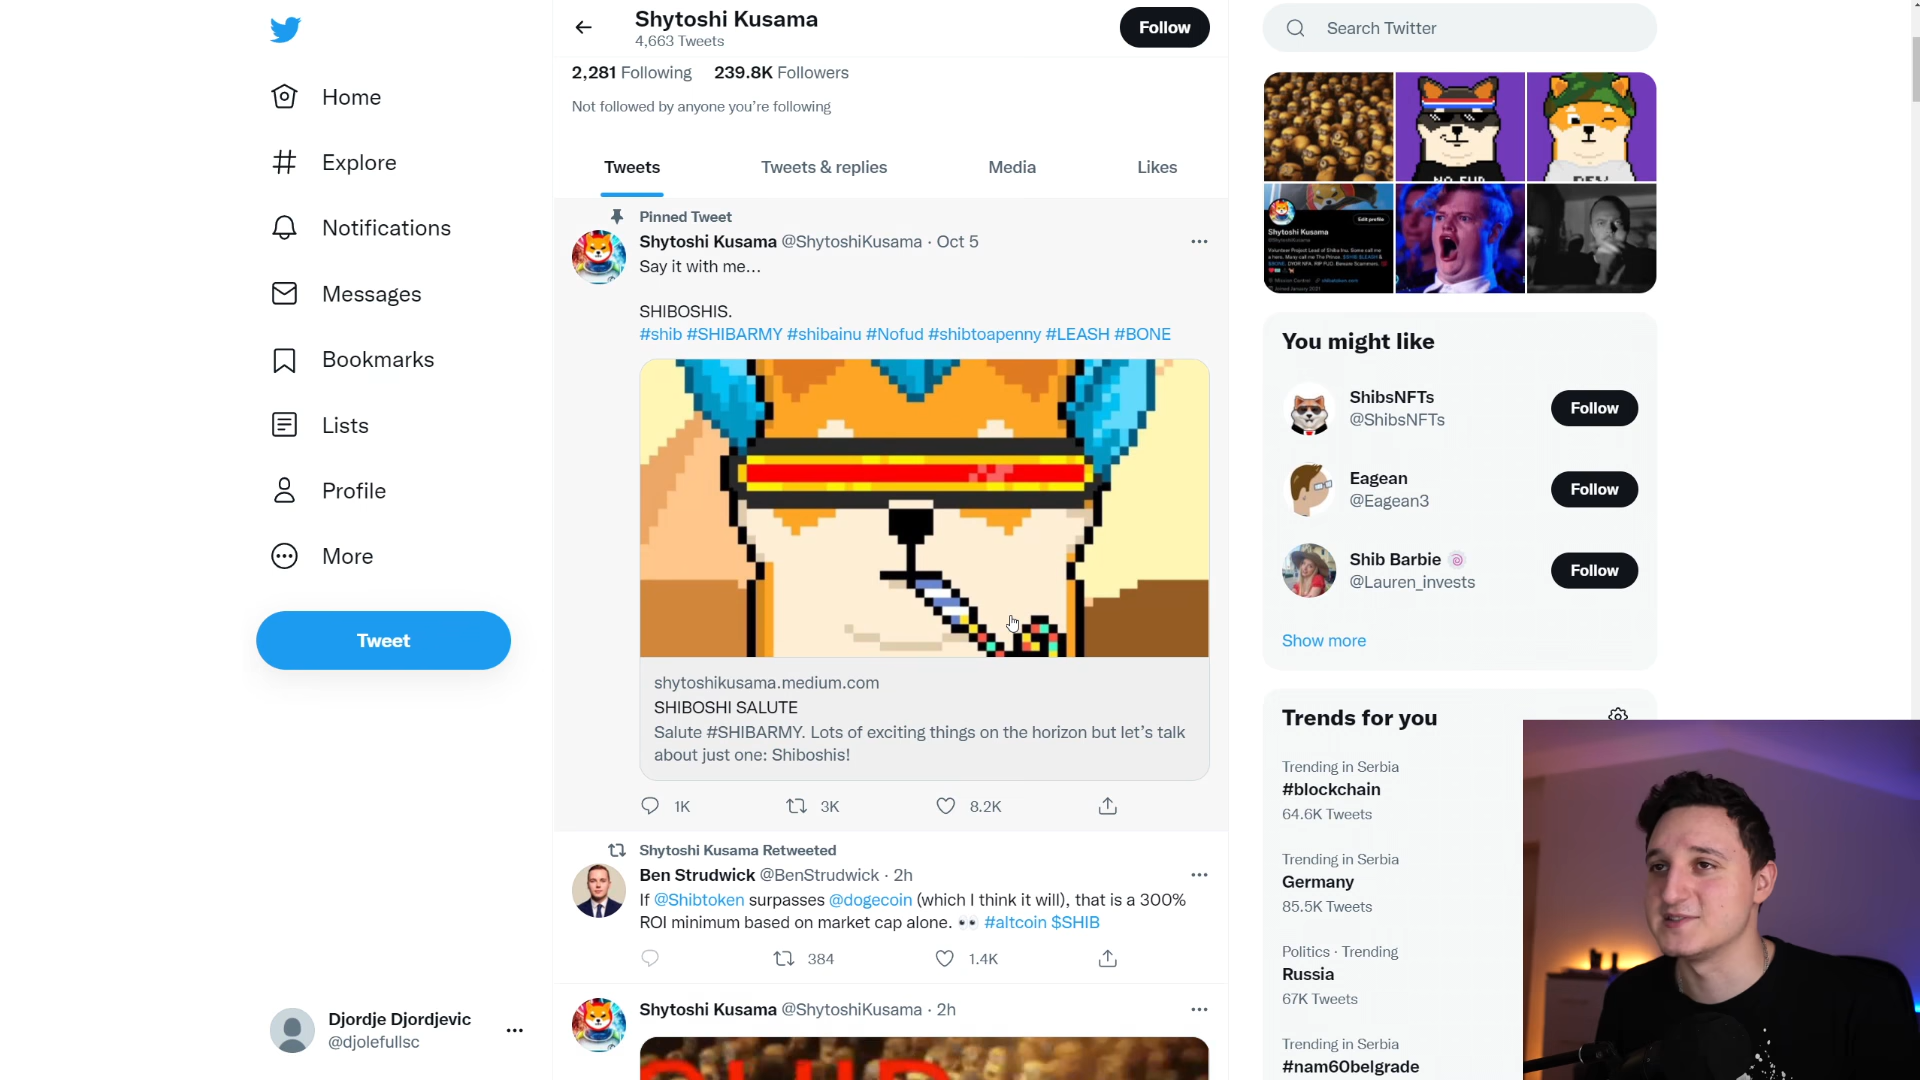 Home
Explore
Notifications
Messages
Bookmarks
Lists
Profile
More
Tweet
Djordje Djordjevic
@djolefullsc
Shytoshi Kusama
4,663 Tweets
Follow
2,281 Following 239.8K Followers
Not followed by anyone you're following
Tweets Tweets & replies Media Likes
Pinned Tweet
Shytoshi Kusama @ShytoshiKusama · Oct 5
Say it with me...
SHIBOSHIS.
#shib #SHIBARMY #shibainu #Nofud #shibtoapenny #LEASH #BONE
shytoshikusama.medium.com
SHIBOSHI SALUTE
Salute #SHIBARMY. Lots of exciting things on the horizon but let's talk
about just one: Shiboshis!
1K 3K 8.2K
Shytoshi Kusama Retweeted
Ben Strudwick @BenStrudwick · 2h
If @Shibtoken surpasses @dogecoin (which I think it will), that is a 300%
ROI minimum based on market cap alone. 👀 #altcoin $SHIB
384 1.4K
Shytoshi Kusama @ShytoshiKusama · 2h
Search Twitter
Edit profile
Shytoshi Kusama
You might like
ShibsNFTs
@ShibsNFTs
Follow
Eagean
@Eagean3
Follow
Shib Barbie
@Lauren_invests
Follow
Show more
Trends for you
Trending in Serbia
#blockchain
64.6K Tweets
Trending in Serbia
Germany
85.5K Tweets
Politics · Trending
Russia
67K Tweets
Trending in Serbia
#nam60belgrade